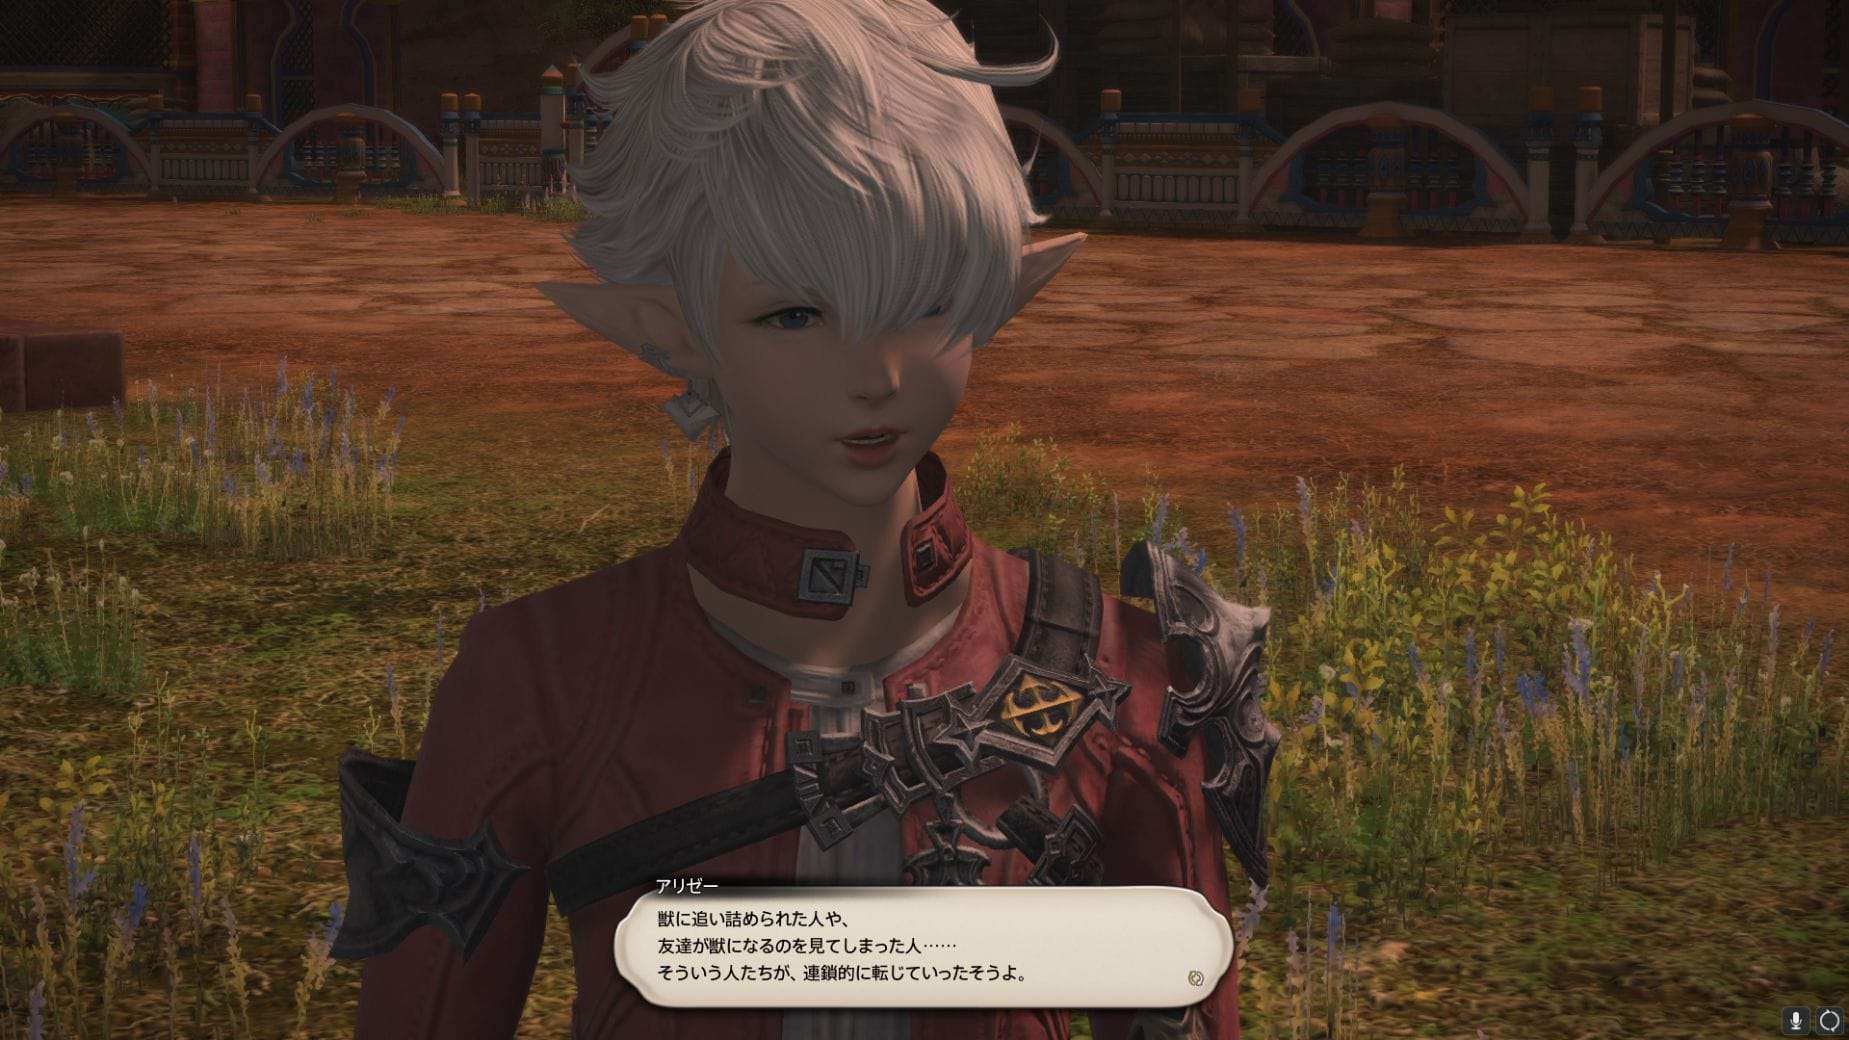 アリゼー
獣に追い詰められた人や、
友達が獣になるのを見てしまった人……
そういう人たちが、連鎖的に転じていったそうよ。